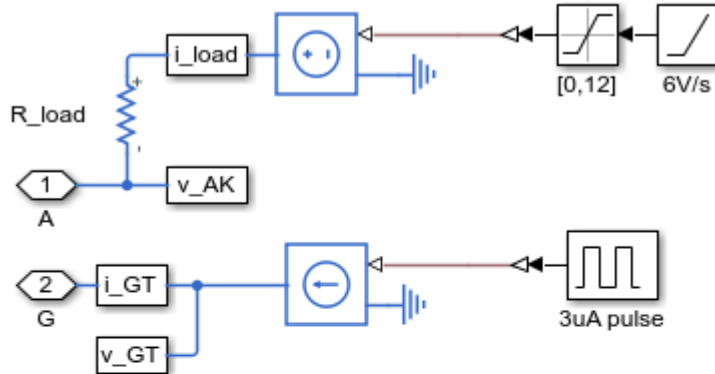 i_load
[0,12]
6V/s
R_load
+
-
1
A
v_AK
2
G
i_GT
v_GT
3uA pulse